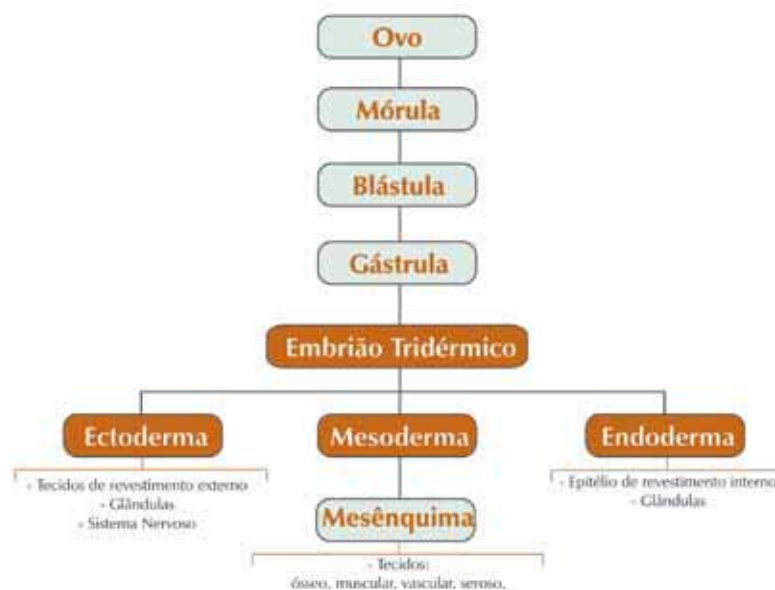 Ovo
Mórula
Blástula
Gástrula
Embrião Tridérmico
Ectoderma
Mesoderma
Endoderma
- Tecidos de revestimento externo
- Glândulas
- Sistema Nervoso
- Epitélio de revestimento interno
- Glândulas
Mesênquima
- Tecidos:
ósseo, muscular, vascular, seroso,